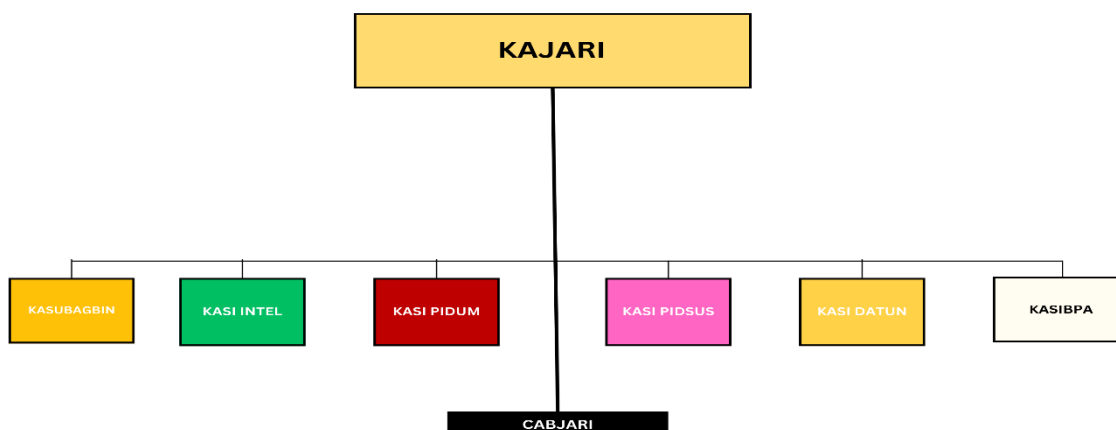 KAJARI
KASUBAGBIN
KASI INTEL
KASI PIDUM
KASI PIDSUS
KASI DATUN
KASIBPA
CABJARI